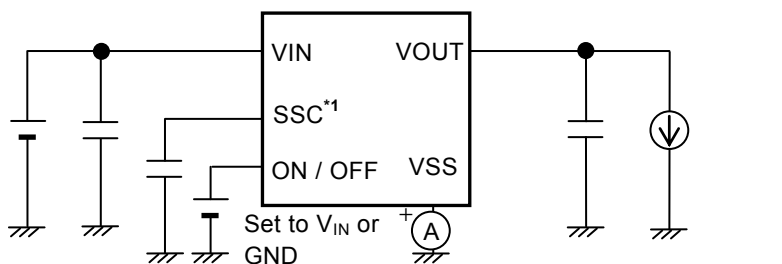 VIN
VOUT
SSC*1
ON / OFF
VSS
Set to VIN or
GND
+
A